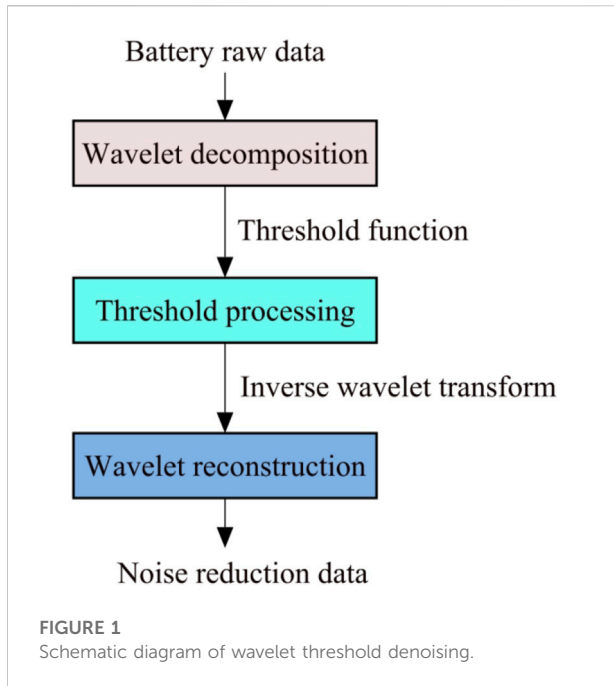 Battery raw data
Wavelet decomposition
Threshold function
Threshold processing
Inverse wavelet transform
Wavelet reconstruction
Noise reduction data
FIGURE 1
Schematic diagram of wavelet threshold denoising.